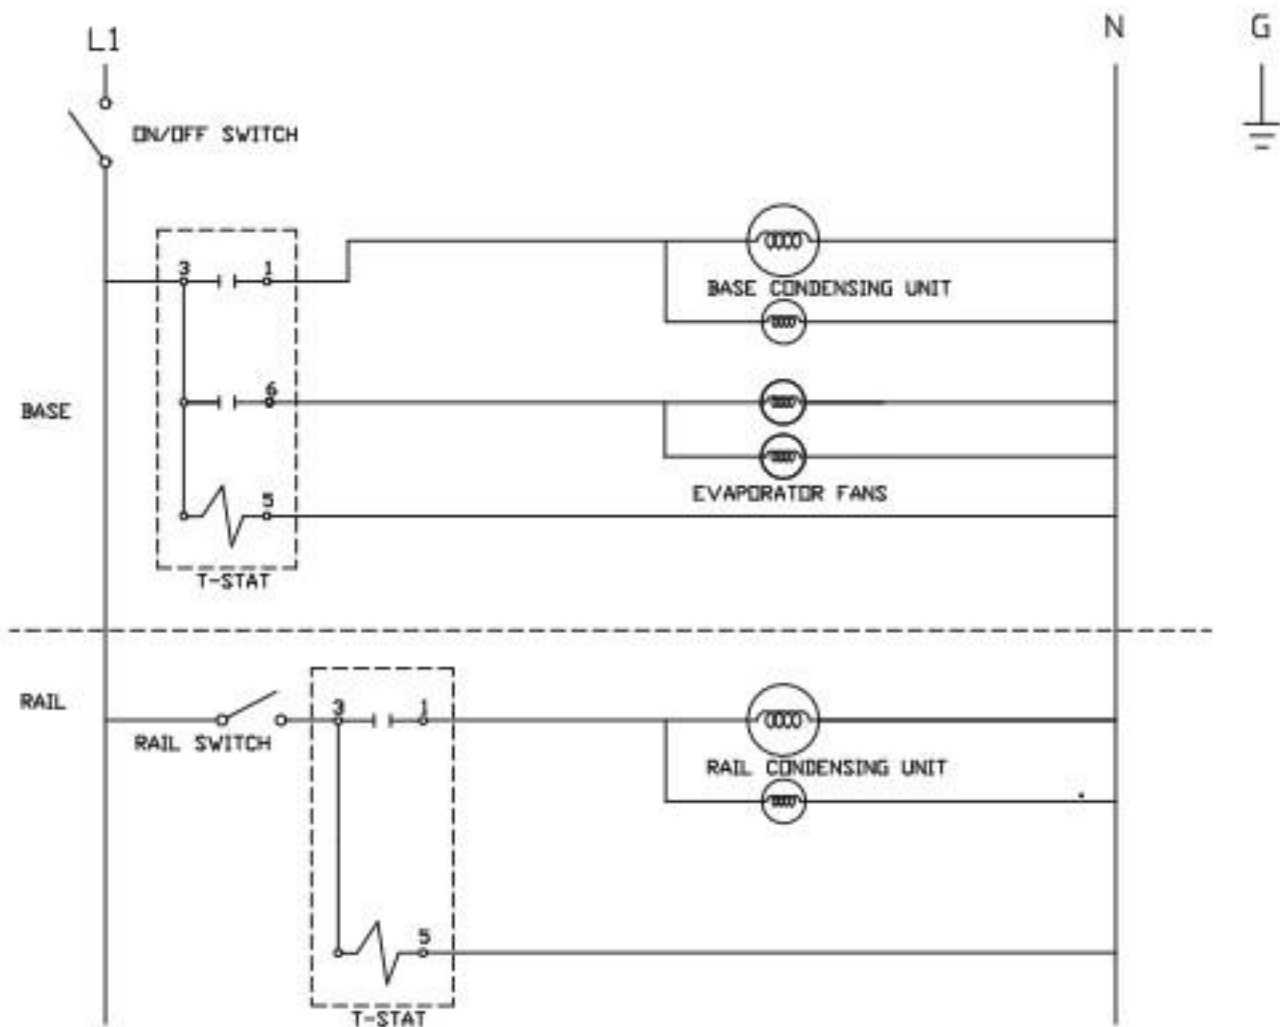 L1
N
G
ON/OFF SWITCH
3 1
BASE CONDENSING UNIT
6
BASE
EVAPORATOR FANS
5
T-STAT
RAIL
3 1
RAIL SWITCH
RAIL CONDENSING UNIT
5
T-STAT